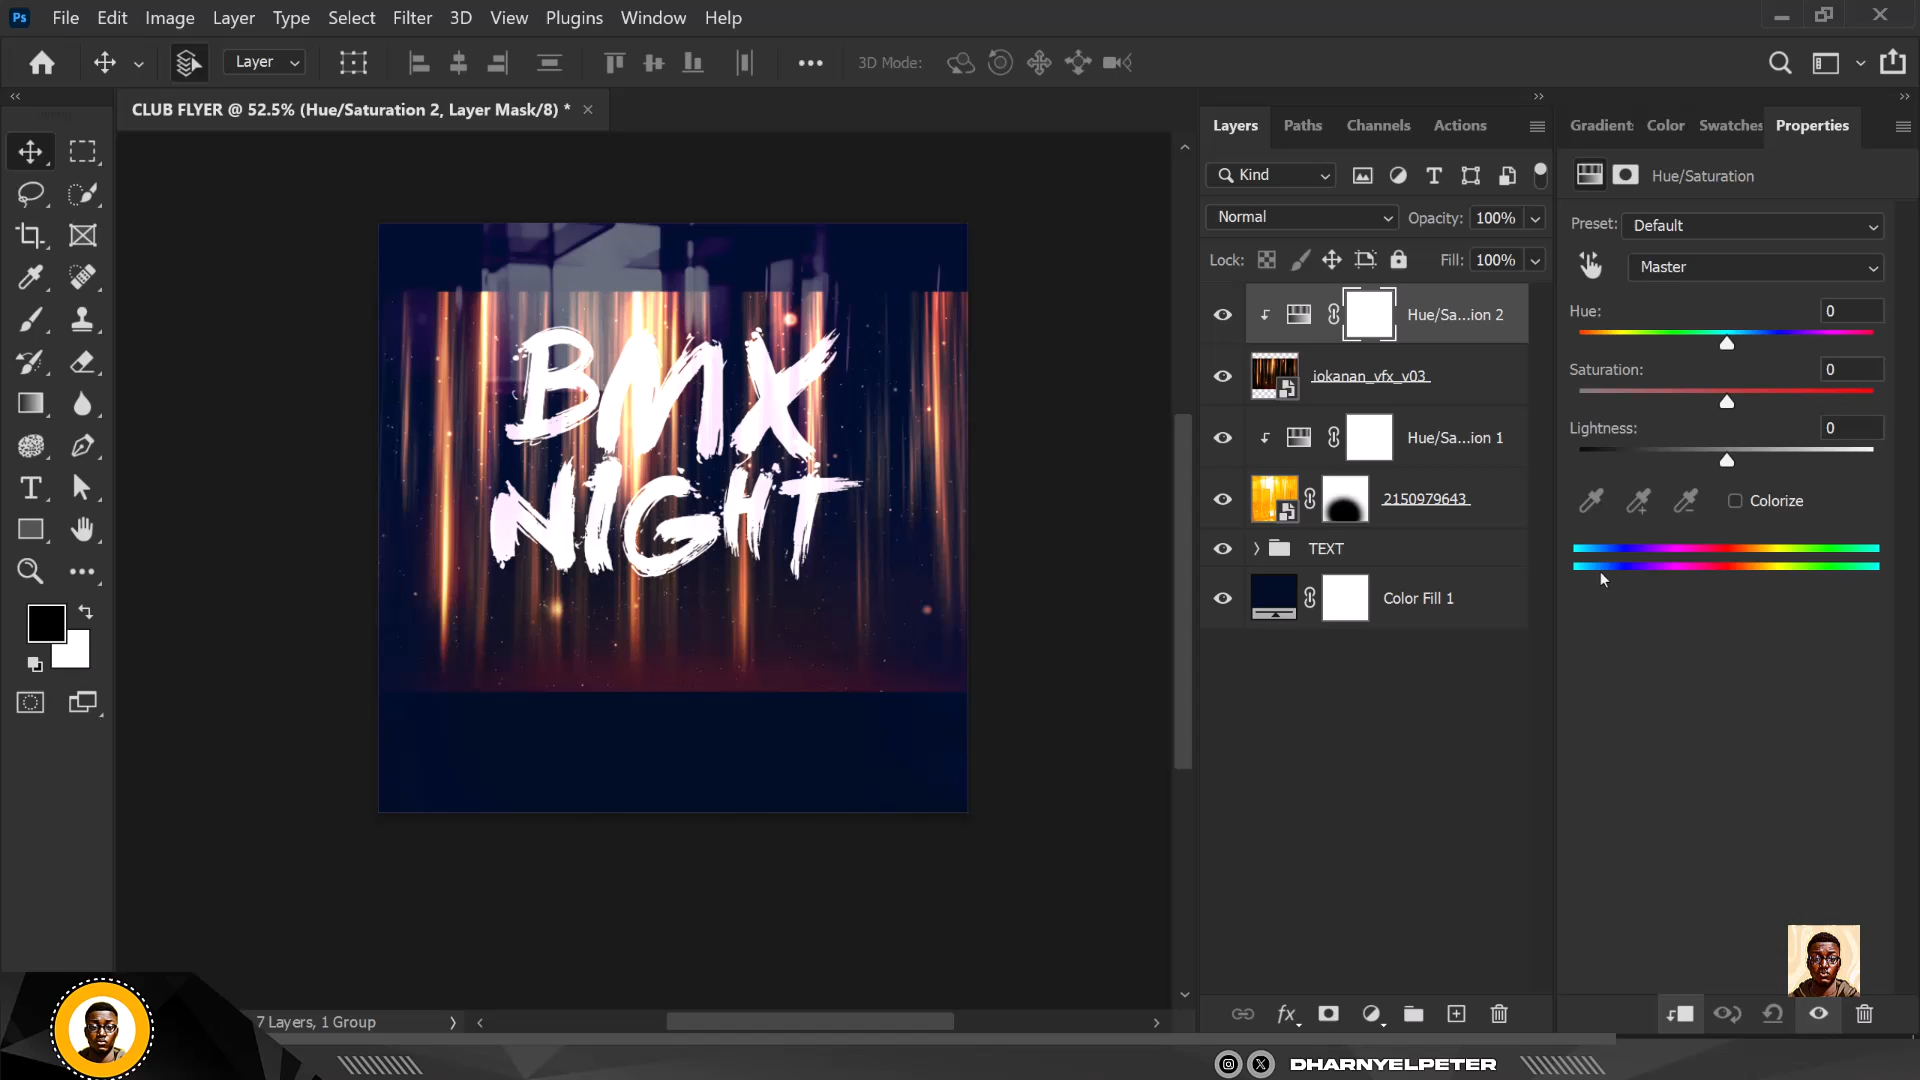 Ps File Edit Image Layer Type Select Filter 3D View Plugins Window Help
Layer 3D Mode:
CLUB FLYER @ 52.5% (Hue/Saturation 2, Layer Mask/8) *
Layers Paths Channels Actions
Gradient Color Swatches Properties
Kind
Hue/Saturation
Normal Opacity: 100%
Preset: Default
Lock: Fill: 100%
Master
Hue: 0
Hue/Sa...ion 2
Saturation: 0
iokanan_vfx_v03
Lightness: 0
Hue/Sa...ion 1
2150979643
Colorize
TEXT
Color Fill 1
BMX
NIGHT
7 Layers, 1 Group
DHARNYELPETER